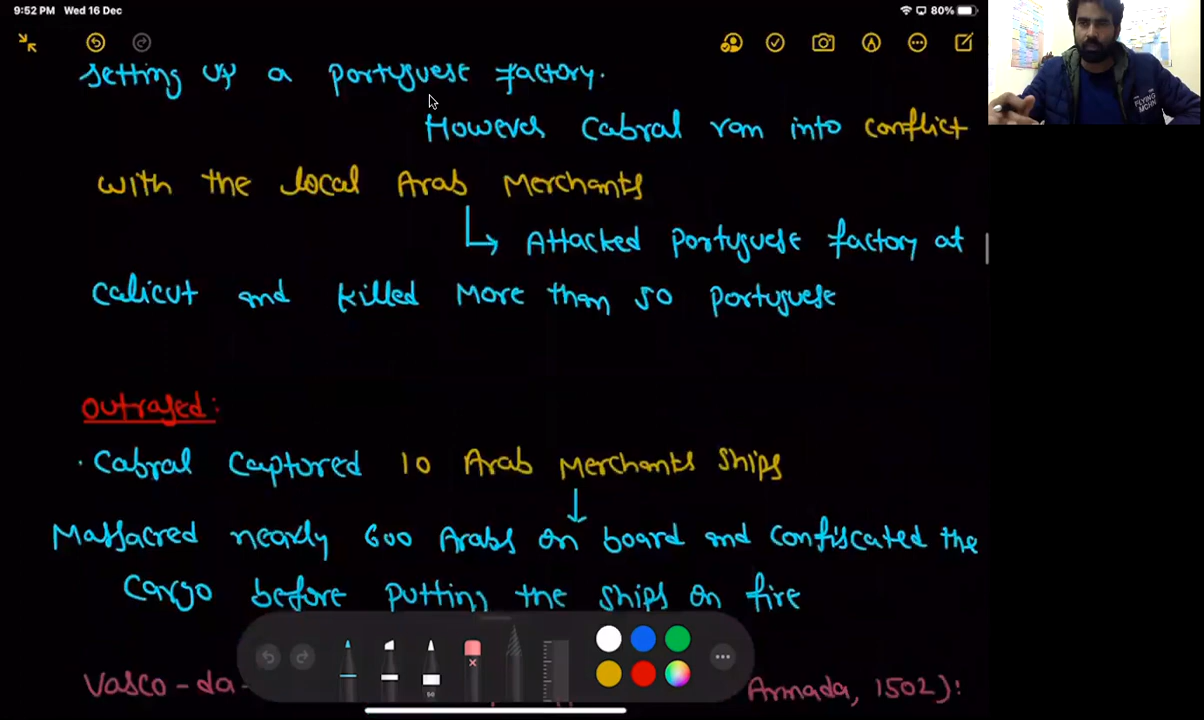 9:52 PM Wed 16 Dec
80%
setting up a portuguese factory.
However Cabral ran into conflict
with the local Arab Merchants
↳ Attacked portuguese factory at
calicut and killed More than 50 portuguese
Outraged:
· Cabral Captured 10 Arab Merchants ships
↓
Massacred nearly 600 Arabs on board and confiscated the
Cargo before putting the ships on fire
Vasco-da-
Armada, 1502):
50
FLYING
MCHN